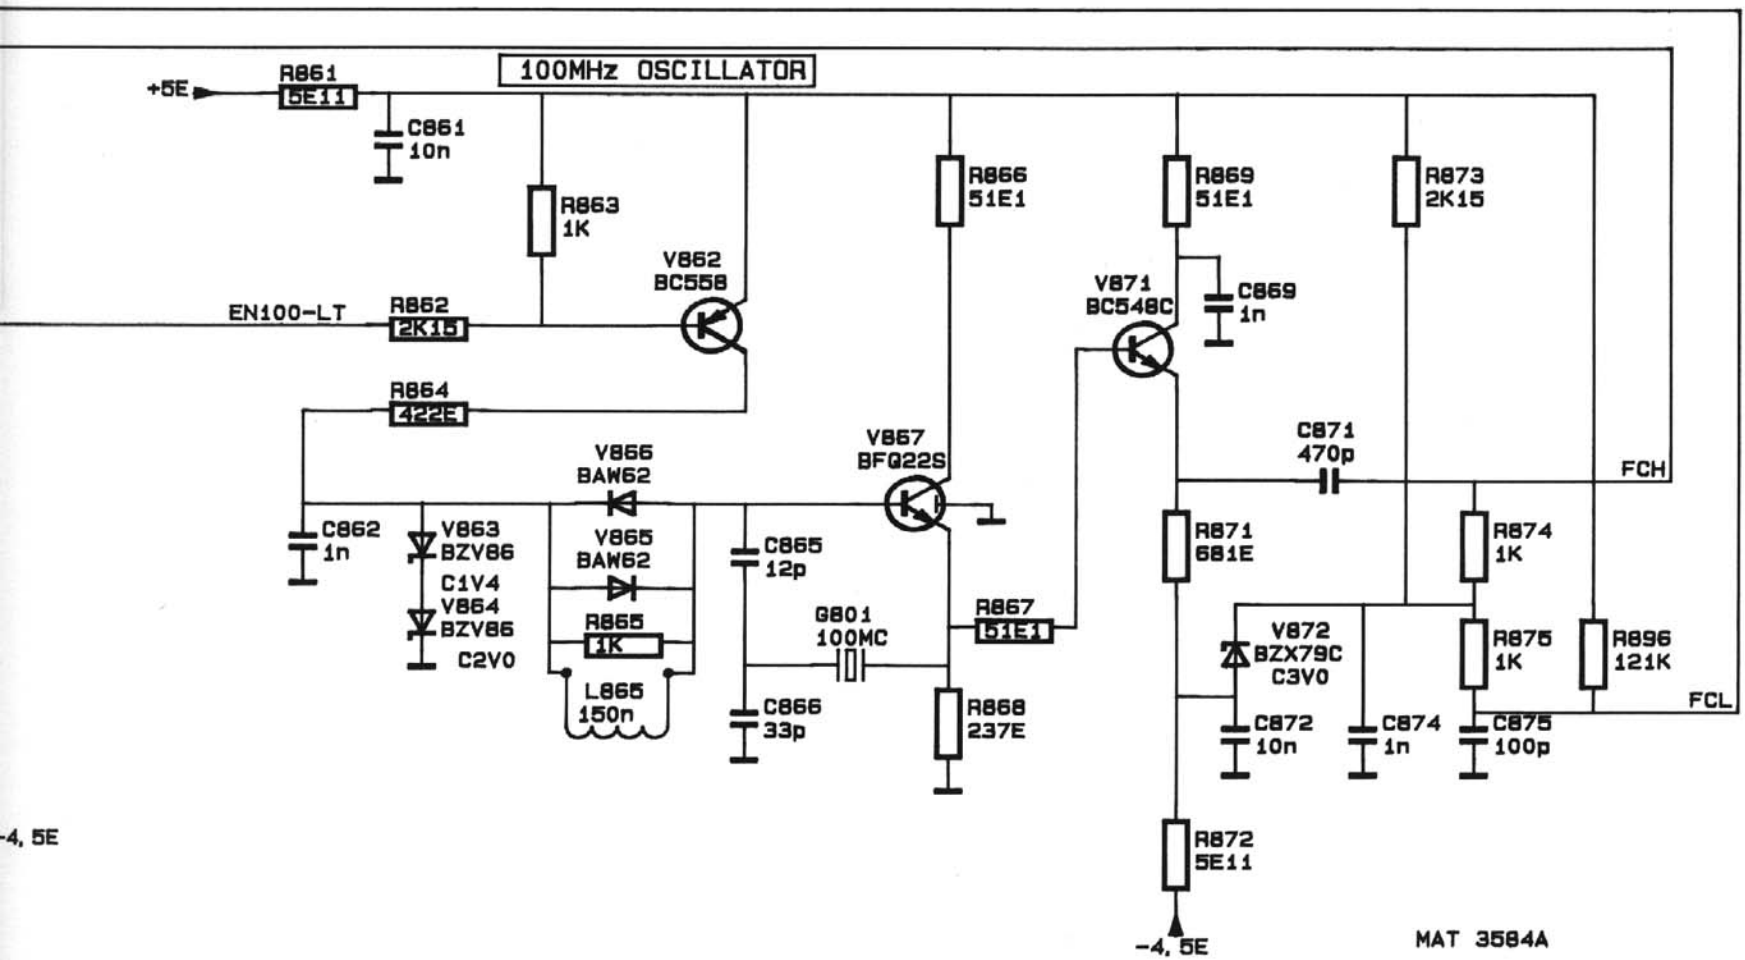 100MHz OSCILLATOR
+5E
R861
5E11
C861
10n
R863
1K
R866
51E1
R869
51E1
R873
2K15
V862
BC558
EN100-LT
R862
2K15
V871
BC548C
C869
1n
R864
422E
V867
BFQ22S
C871
470p
FCH
V866
BAW62
C862
1n
V863
BZV86
C1V4
V864
BZV86
C2V0
V865
BAW62
R865
1K
L865
150n
C865
12p
G801
100MC
R867
51E1
C866
33p
R868
237E
R871
681E
R874
1K
V872
BZX79C
C3V0
R875
1K
R896
121K
FCL
C872
10n
C874
1n
C875
100p
-4,5E
R872
5E11
-4,5E
MAT 3584A